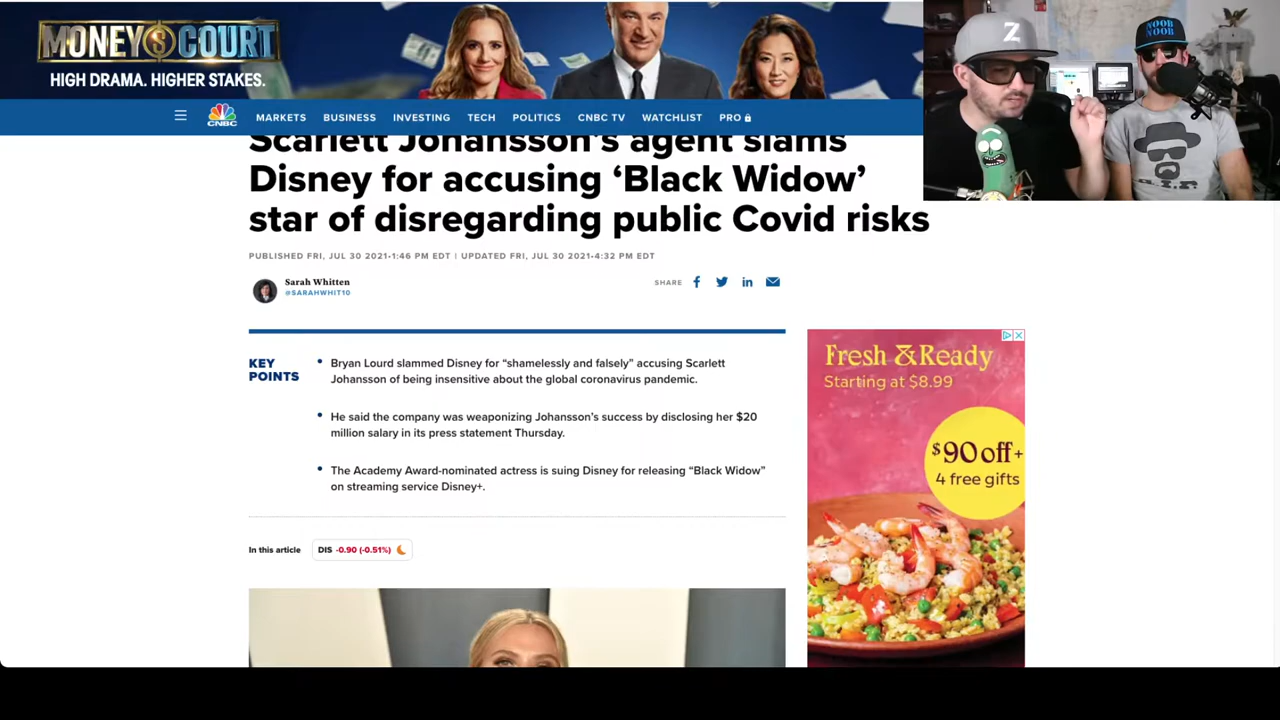 MONEY COURT
HIGH DRAMA. HIGHER STAKES.
Z
NOOB
NOOB
CNBC
MARKETS
BUSINESS
INVESTING
TECH
POLITICS
CNBC TV
WATCHLIST
PRO
Scarlett Johansson's agent slams
Disney for accusing ‘Black Widow’
star of disregarding public Covid risks
PUBLISHED FRI, JUL 30 2021•1:46 PM EDT | UPDATED FRI, JUL 30 2021•4:32 PM EDT
Sarah Whitten
@SARAHWHIT10
SHARE
KEY
POINTS
Bryan Lourd slammed Disney for “shamelessly and falsely” accusing Scarlett
Johansson of being insensitive about the global coronavirus pandemic.
He said the company was weaponizing Johansson’s success by disclosing her $20
million salary in its press statement Thursday.
The Academy Award-nominated actress is suing Disney for releasing “Black Widow”
on streaming service Disney+.
In this article
DIS -0.90 (-0.51%)
Fresh & Ready
Starting at $8.99
$90 off+
4 free gifts